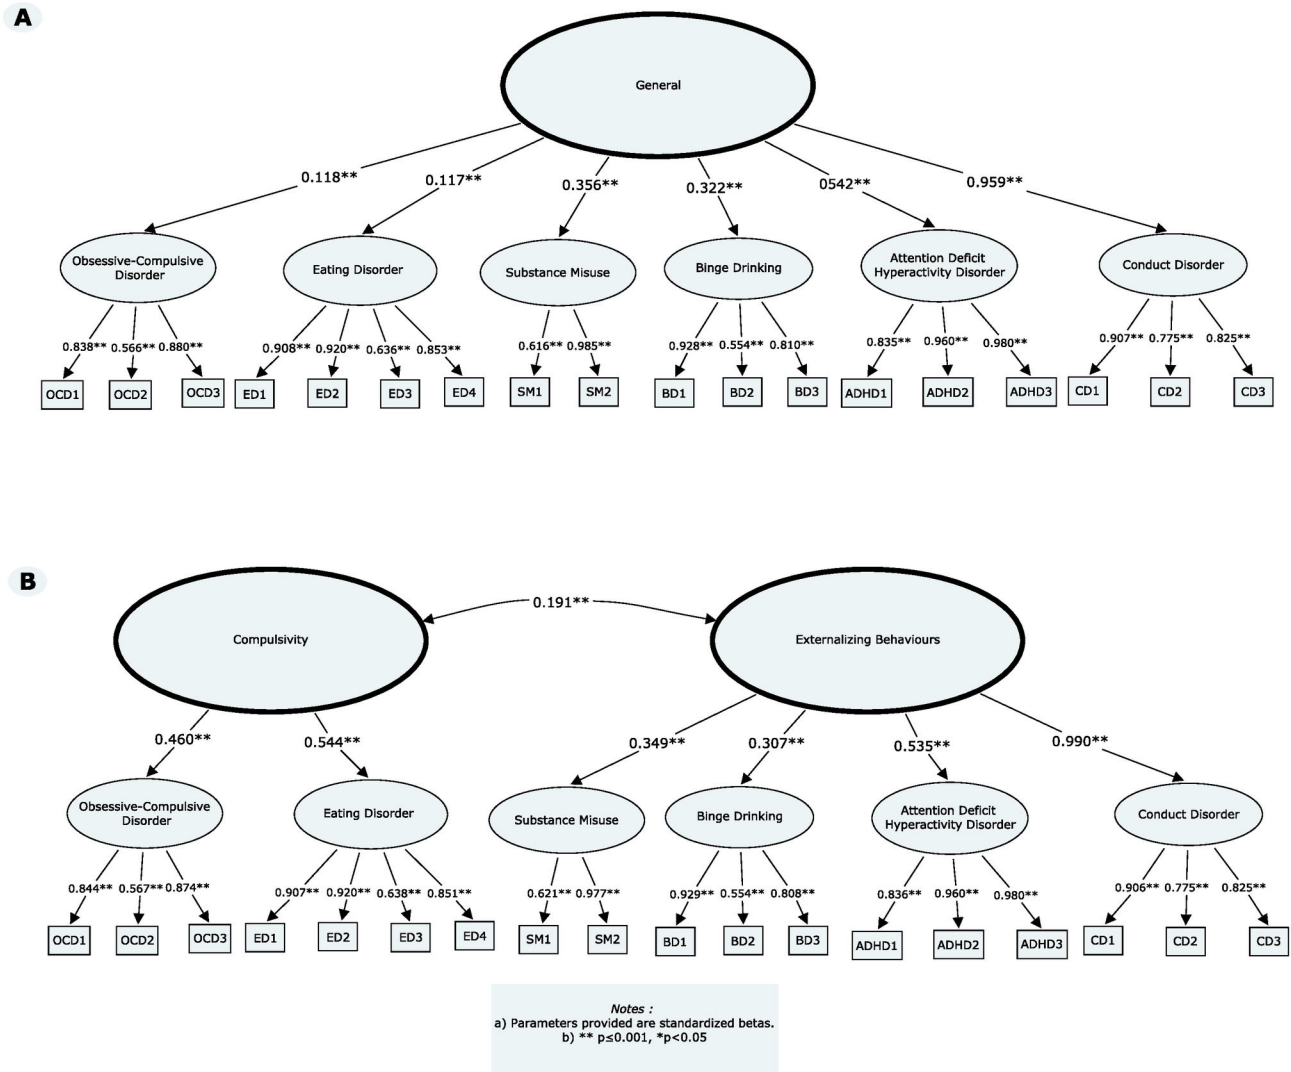 A
General
0.118**
0.117**
0.356**
0.322**
0542**
0.959**
Obsessive-Compulsive
Disorder
Eating Disorder
Substance Misuse
Binge Drinking
Attention Deficit
Hyperactivity Disorder
Conduct Disorder
0.838** 0.566** 0.880**
0.908** 0.920** 0.636** 0.853**
0.616** 0.985**
0.928** 0.554** 0.810**
0.835** 0.960** 0.980**
0.907** 0.775** 0.825**
OCD1 OCD2 OCD3 ED1 ED2 ED3 ED4 SM1 SM2 BD1 BD2 BD3 ADHD1 ADHD2 ADHD3 CD1 CD2 CD3
B
Compulsivity
0.191**
Externalizing Behaviours
0.460**
0.544**
0.349**
0.307**
0.535**
0.990**
Obsessive-Compulsive
Disorder
Eating Disorder
Substance Misuse
Binge Drinking
Attention Deficit
Hyperactivity Disorder
Conduct Disorder
0.844** 0.567** 0.874**
0.907** 0.920** 0.638** 0.851**
0.621** 0.977**
0.929** 0.554** 0.808**
0.836** 0.960** 0.980**
0.906** 0.775** 0.825**
OCD1 OCD2 OCD3 ED1 ED2 ED3 ED4 SM1 SM2 BD1 BD2 BD3 ADHD1 ADHD2 ADHD3 CD1 CD2 CD3
Notes :
a) Parameters provided are standardized betas.
b) ** p≤0.001, *p<0.05